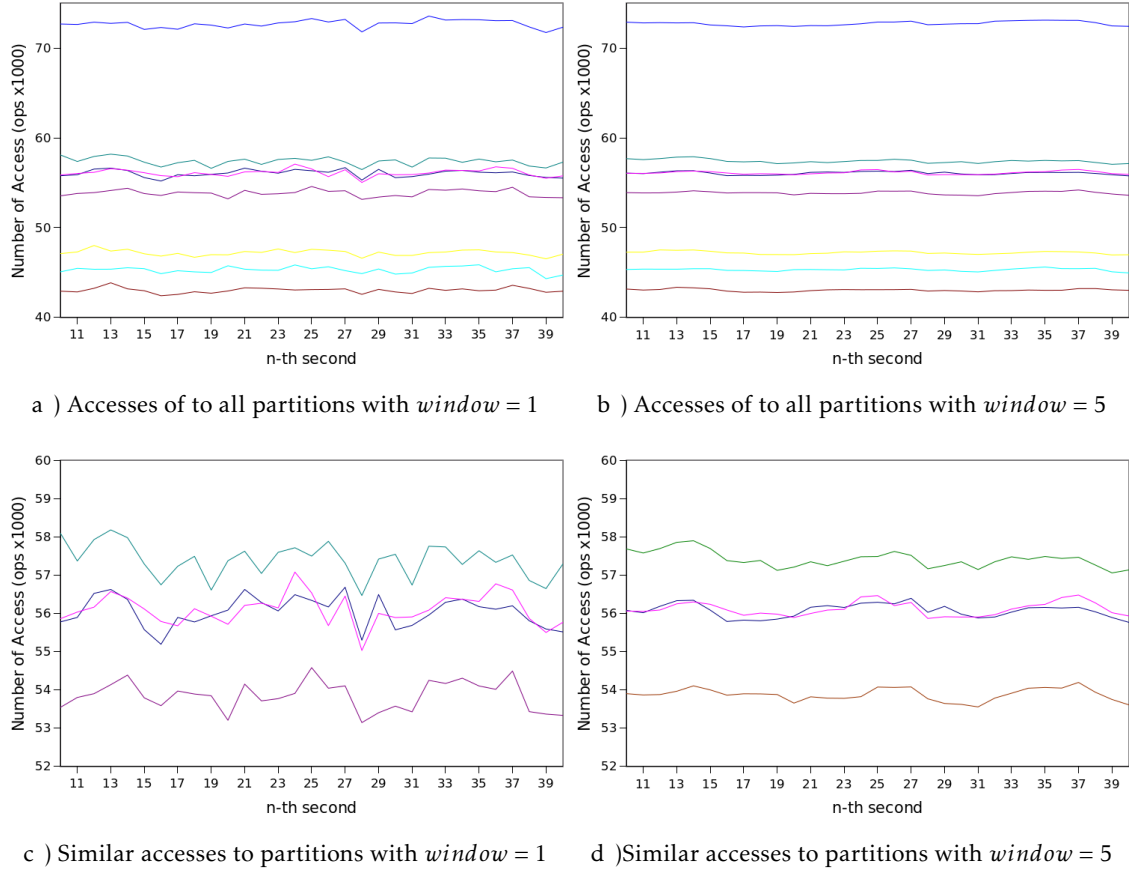 Number of Access (ops x1000)
70
60
50
40
11 13 15 17 19 21 23 25 27 29 31 33 35 37 39
n-th second
a ) Accesses of to all partitions with window = 1
Number of Access (ops x1000)
70
60
50
40
11 13 15 17 19 21 23 25 27 29 31 33 35 37 39
n-th second
b ) Accesses of to all partitions with window = 5
Number of Access (ops x1000)
60
59
58
57
56
55
54
53
52
11 13 15 17 19 21 23 25 27 29 31 33 35 37 39
n-th second
c ) Similar accesses to partitions with window = 1
Number of Access (ops x1000)
60
59
58
57
56
55
54
53
52
11 13 15 17 19 21 23 25 27 29 31 33 35 37 39
n-th second
d )Similar accesses to partitions with window = 5